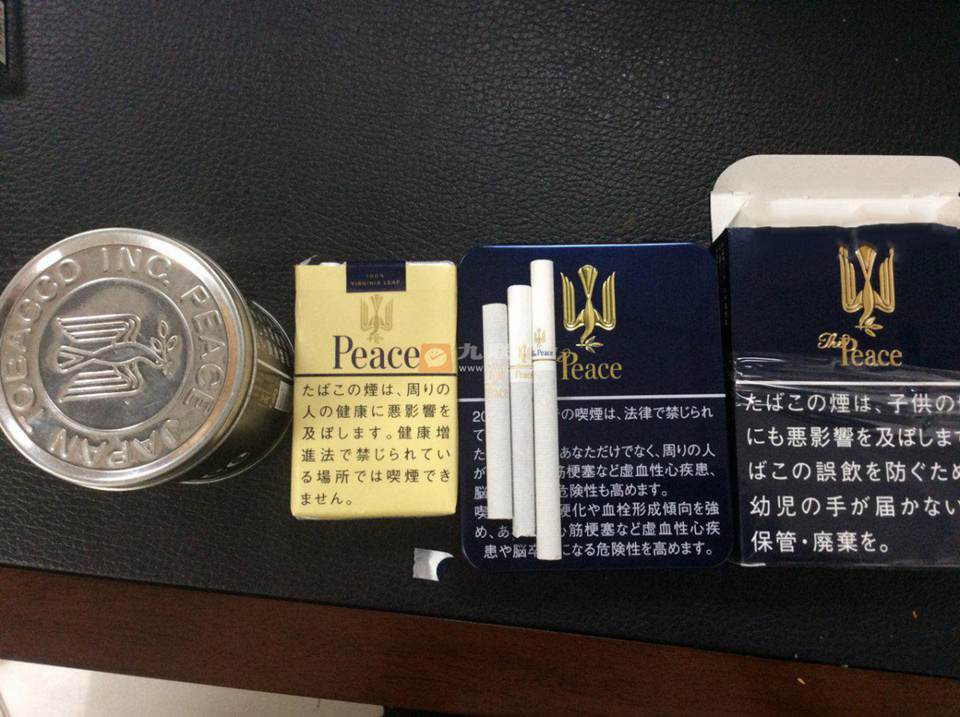 JAPAN TOBACCO INC. PEACE
100%
VIRGINIA LEAF
Peace
たばこの煙は、周りの
人の健康に悪影響を
及ぼします。健康増
進法で禁じられてい
る場所では喫煙でき
ません。
Peace
20
の喫煙は、法律で禁じられ
て
あなただけでなく、周りの人
が
筋梗塞など虚血性心疾患、
脳
危険性も高めます。
喫
硬化や血栓形成傾向を強
め、あ
心筋梗塞など虚血性心疾
患や脳卒
になる危険性を高めます。
The
Peace
たばこの煙は、子供の
にも悪影響を及ぼしま
ばこの誤飲を防ぐため
幼児の手が届かない
保管・廃棄を。